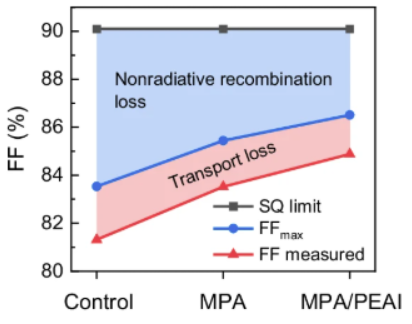 90
88
86
84
82
80
FF (%)
Nonradiative recombination
loss
Transport loss
SQ limit
FFmax
FF measured
Control
MPA
MPA/PEAI